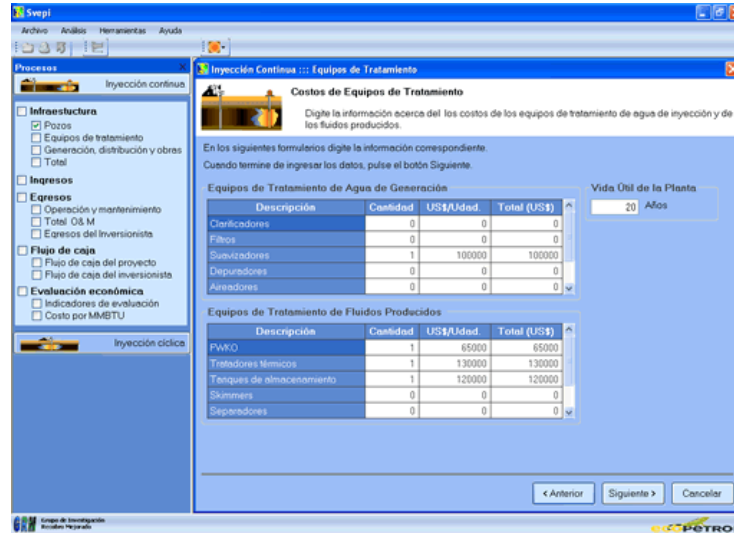 Svepi
Archivo Análisis Herramientas Ayuda
Procesos
Inyección continua
Infraestuctura
Pozos
Equipos de tratamiento
Generación, distribución y obras
Total
Ingresos
Egresos
Operación y mantenimiento
Total O& M
Egresos del Inversionista
Flujo de caja
Flujo de caja del proyecto
Flujo de caja del inversionista
Evaluación económica
Indicadores de evaluación
Costo por MMBTU
Inyección cíclica
Inyección Continua ::: Equipos de Tratamiento
Costos de Equipos de Tratamiento
Digite la información acerca del los costos de los equipos de tratamiento de agua de inyección y de
los fluidos producidos.
En los siguientes formularios digite la información correspondiente.
Cuando termine de ingresar los datos, pulse el botón Siguiente.
Equipos de Tratamiento de Agua de Generación
Descripción Cantidad US$/Udad. Total (US$)
Clarificadores 0 0 0
Filtros 0 0 0
Suavizadores 1 100000 100000
Depuradores 0 0 0
Aireadores 0 0 0
Vida Útil de la Planta
20 Años
Equipos de Tratamiento de Fluidos Producidos
Descripción Cantidad US$/Udad. Total (US$)
FWKO 1 65000 65000
Tratadores térmicos 1 130000 130000
Tanques de almacenamiento 1 120000 120000
Skimmers 0 0 0
Separadores 0 0 0
< Anterior Siguiente > Cancelar
GRM Grupo de Investigación
Recobro Mejorado
ecoPETRO